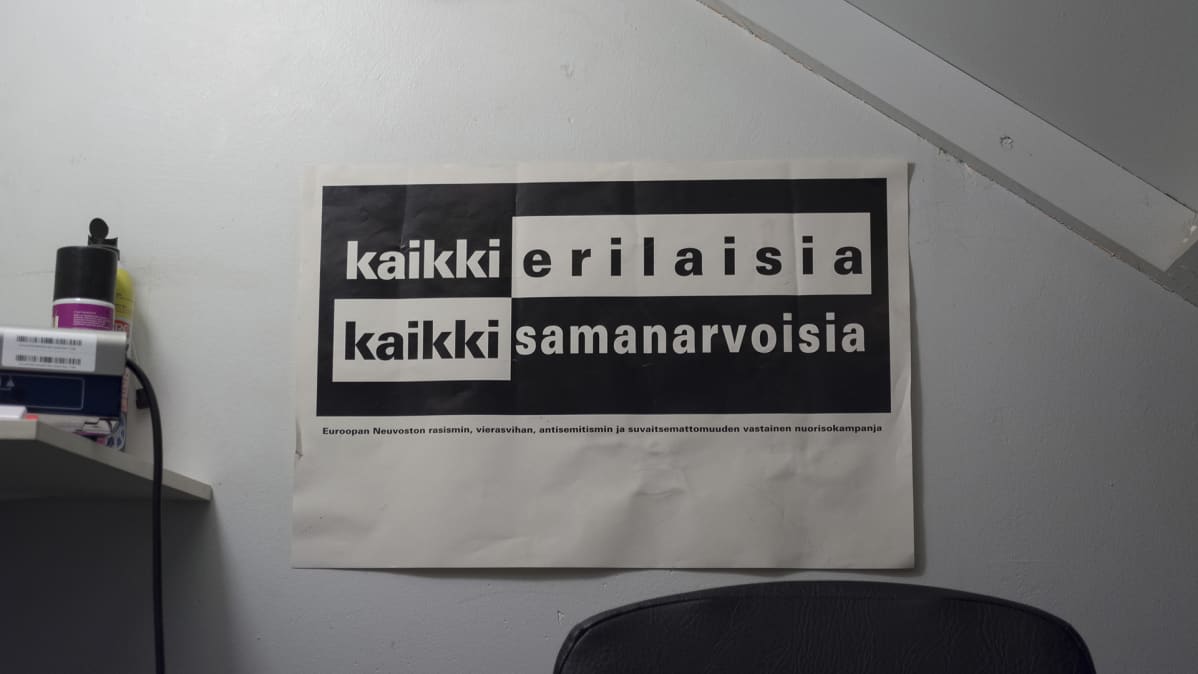 kaikki erilaisia
kaikki samanarvoisia
Euroopan Neuvoston rasismin, vierasvihan, antisemitismin ja suvaitsemattomuuden vastainen nuorisokampanja